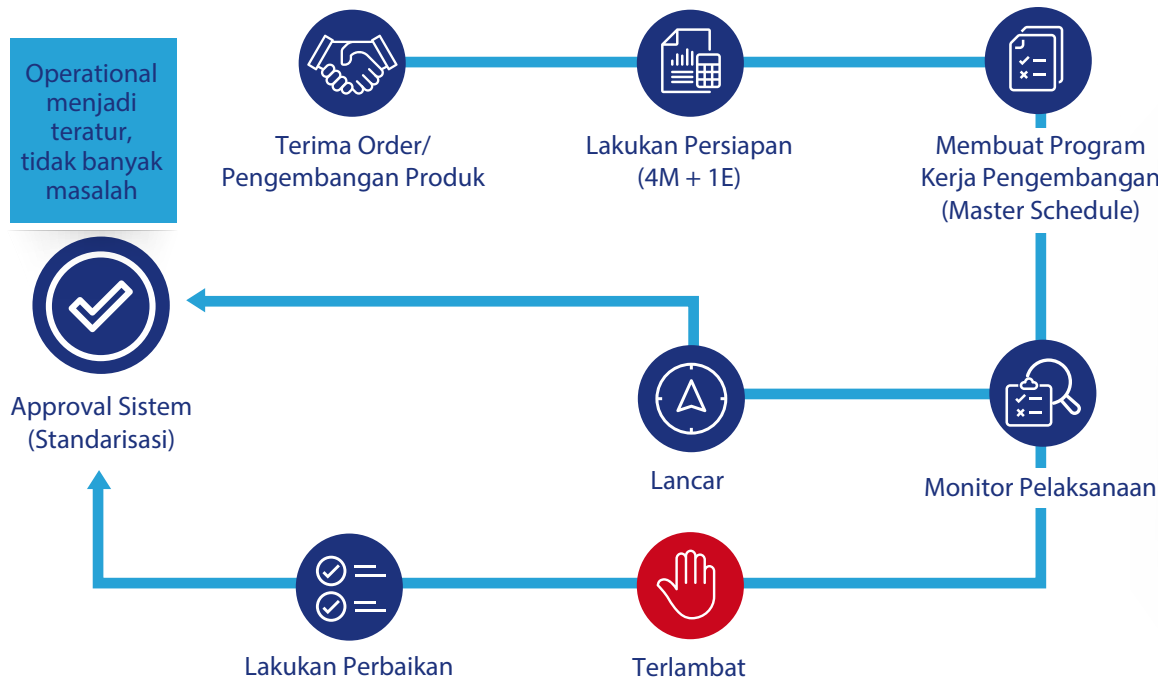 Operational
menjadi
teratur,
tidak banyak
masalah
Terima Order/
Pengembangan Produk
Lakukan Persiapan
(4M + 1E)
Membuat Program
Kerja Pengembangan
(Master Schedule)
Approval Sistem
(Standarisasi)
Lancar
Monitor Pelaksanaan
Lakukan Perbaikan
Terlambat